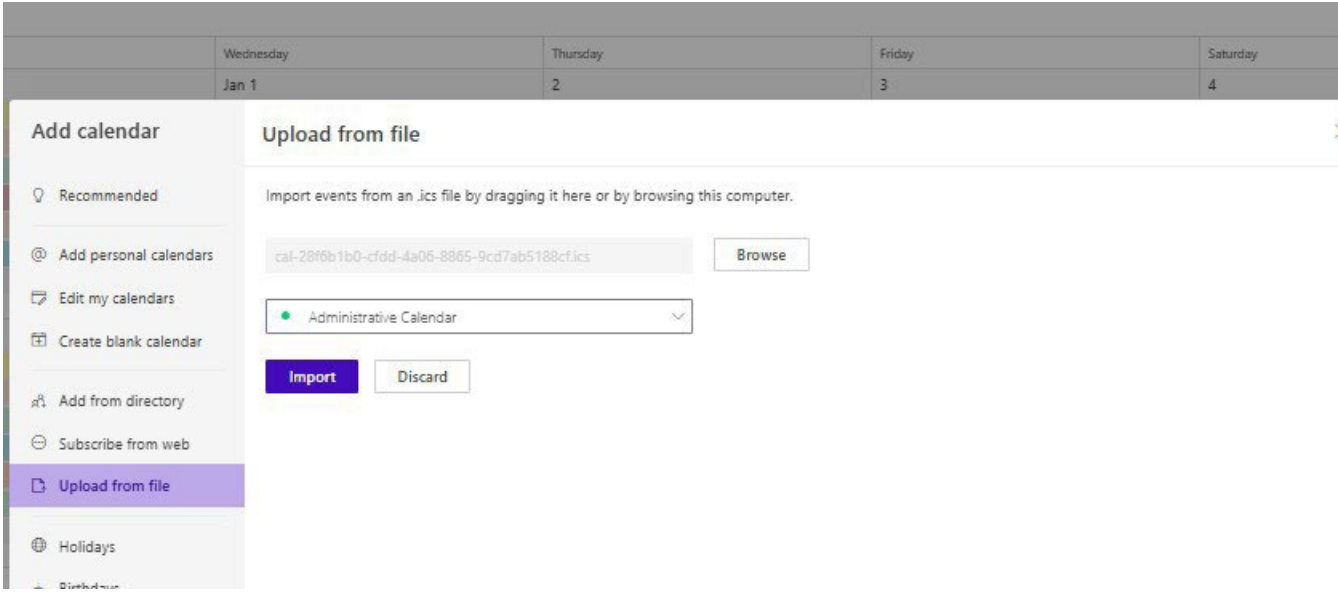 Wednesday Thursday Friday Saturday
Jan 1 2 3 4
Add calendar
Recommended
Add personal calendars
Edit my calendars
Create blank calendar
Add from directory
Subscribe from web
Upload from file
Holidays
Birthdays
Upload from file
Import events from an .ics file by dragging it here or by browsing this computer.
cal-28f6b1b0-cfdd-4a06-8865-9cd7ab5188cf.ics
Browse
Administrative Calendar
Import Discard